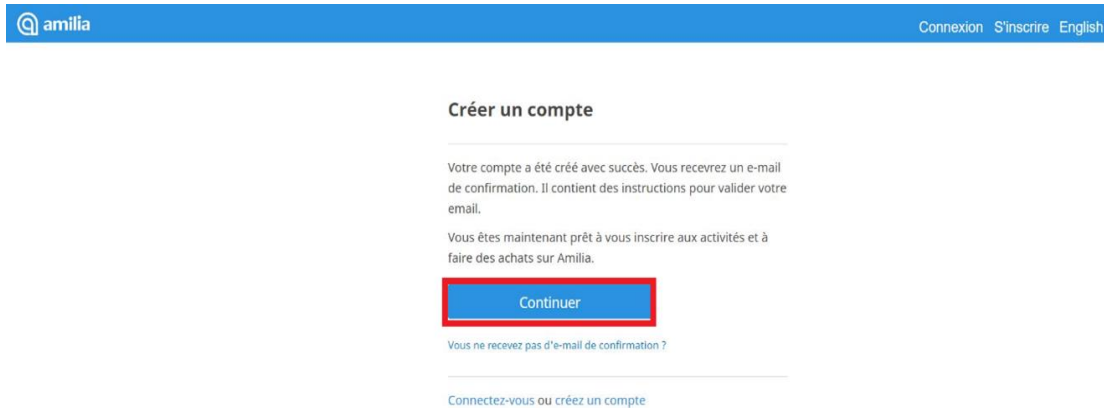 amilia
Connexion S'inscrire English
Créer un compte
Votre compte a été créé avec succès. Vous recevrez un e-mail
de confirmation. Il contient des instructions pour valider votre
email.
Vous êtes maintenant prêt à vous inscrire aux activités et à
faire des achats sur Amilia.
Continuer
Vous ne recevez pas d'e-mail de confirmation ?
Connectez-vous ou créez un compte